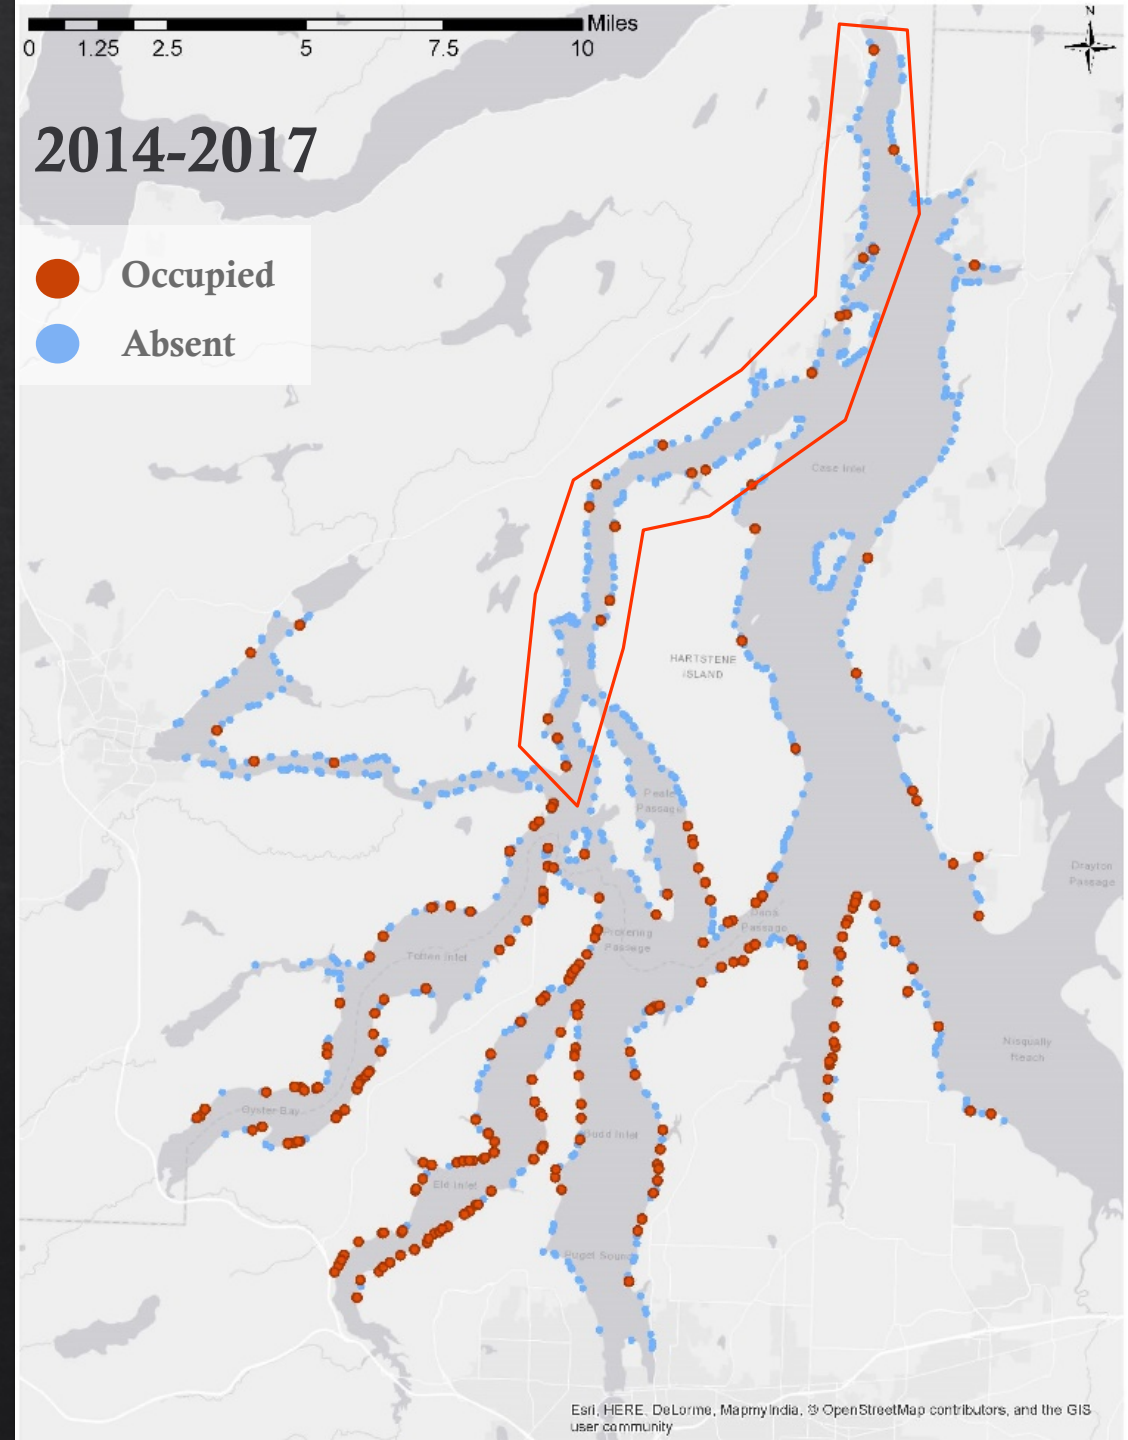 Miles
0 1.25 2.5 5 7.5 10
N
2014-2017
Occupied
Absent
Case Inlet
HARTSTENE
ISLAND
Peale
Passage
Drayton
Passage
Dana
Passage
Pickering
Passage
Totten Inlet
Nisqually
Reach
Oyster Bay
Budd Inlet
Eld Inlet
Puget Sound
Esri, HERE, DeLorme, MapmyIndia, © OpenStreetMap contributors, and the GIS
user community